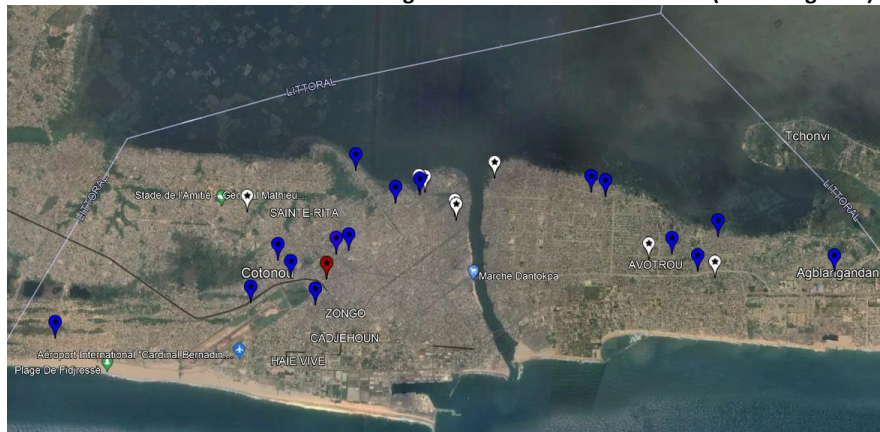 LITTORAL
Tchonvi
LITTORAL
LITTORAL
Stade de l'Amitié - Général Mathieu...
SAINTE-RITA
AVOTROU
Cotonou
Marché Dantokpa
Agblangandan
ZONGO
CADJEHOUN
Aéroport International "Cardinal Bernadin...
HAIE VIVE
Plage De Fidjrosse